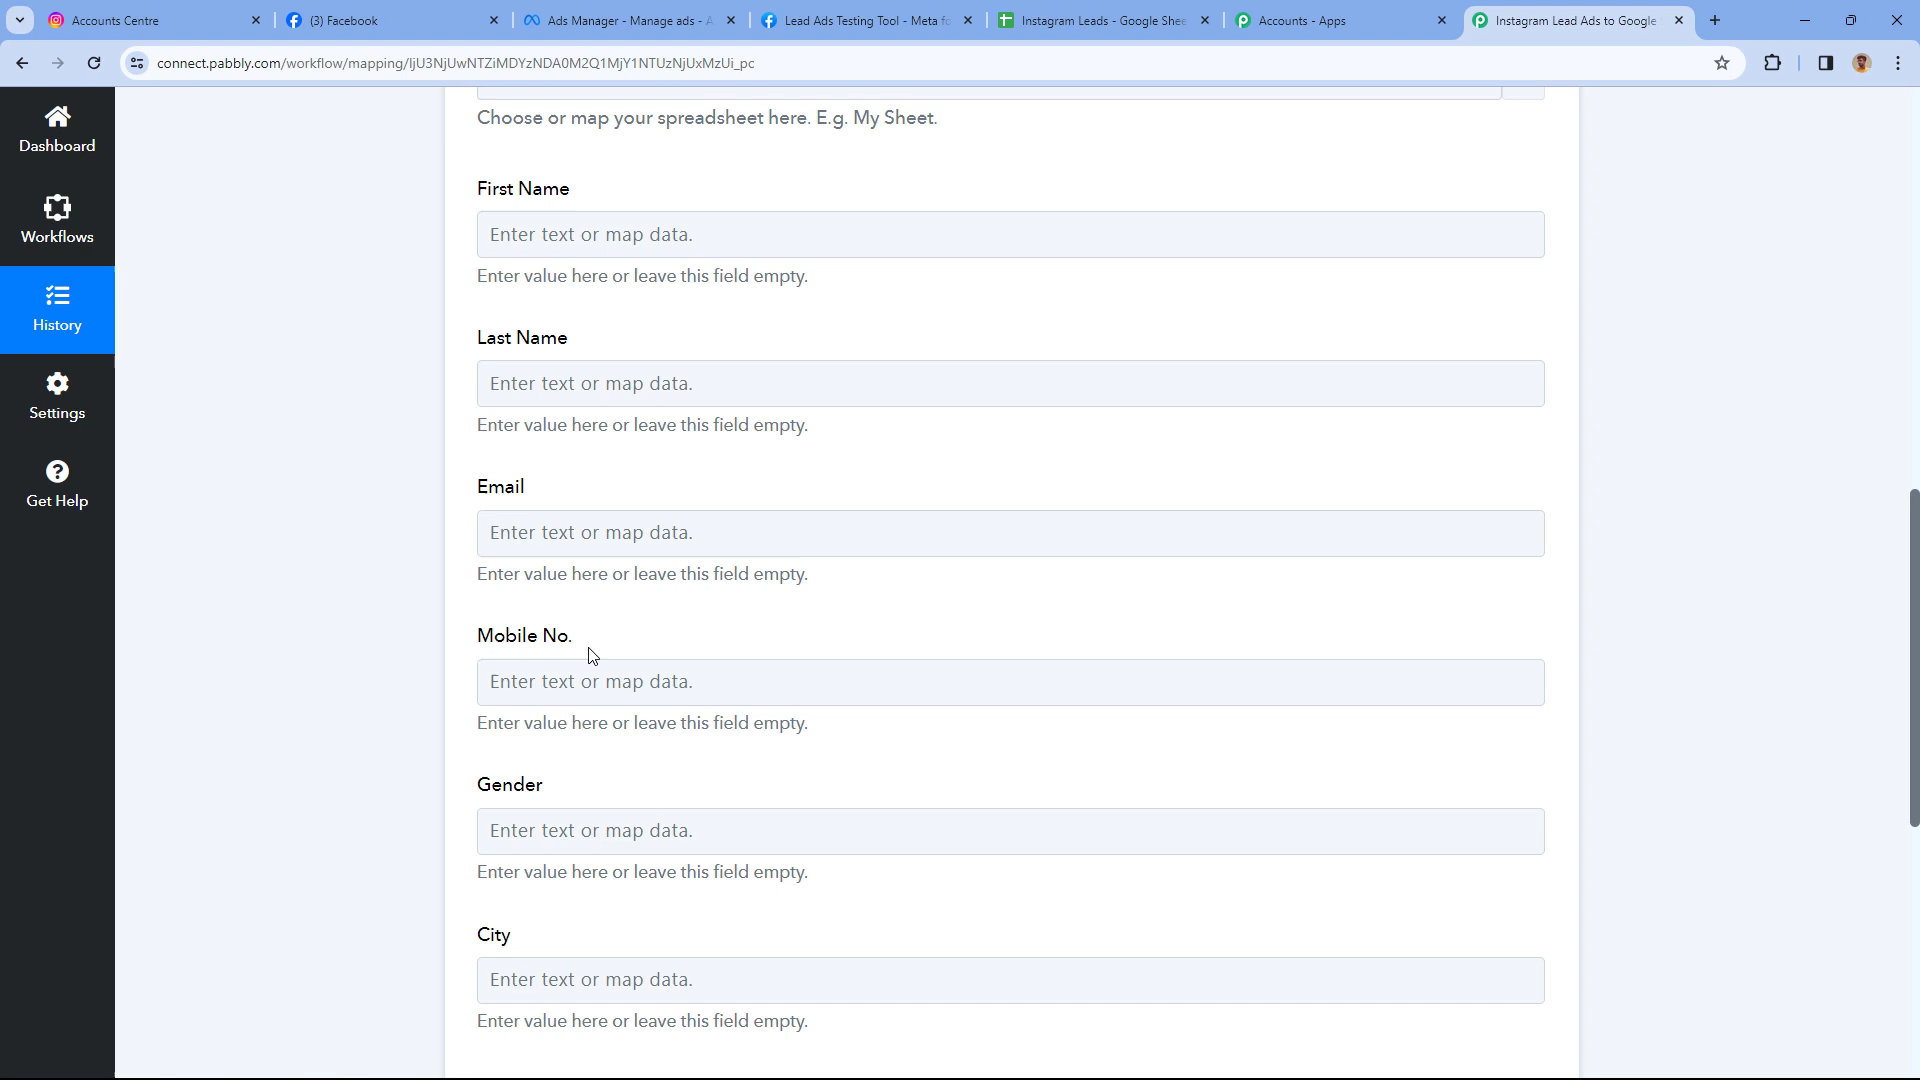 Accounts Centre
(3) Facebook
Ads Manager - Manage ads - A
Lead Ads Testing Tool - Meta fo
Instagram Leads - Google Shee
Accounts - Apps
Instagram Lead Ads to Google
connect.pabbly.com/workflow/mapping/IjU3NjUwNTZiMDYzNDA0M2Q1MjY1NTUzNjUxMzUi_pc
Dashboard
Workflows
History
Settings
Get Help
Choose or map your spreadsheet here. E.g. My Sheet.
First Name
Enter text or map data.
Enter value here or leave this field empty.
Last Name
Enter text or map data.
Enter value here or leave this field empty.
Email
Enter text or map data.
Enter value here or leave this field empty.
Mobile No.
Enter text or map data.
Enter value here or leave this field empty.
Gender
Enter text or map data.
Enter value here or leave this field empty.
City
Enter text or map data.
Enter value here or leave this field empty.